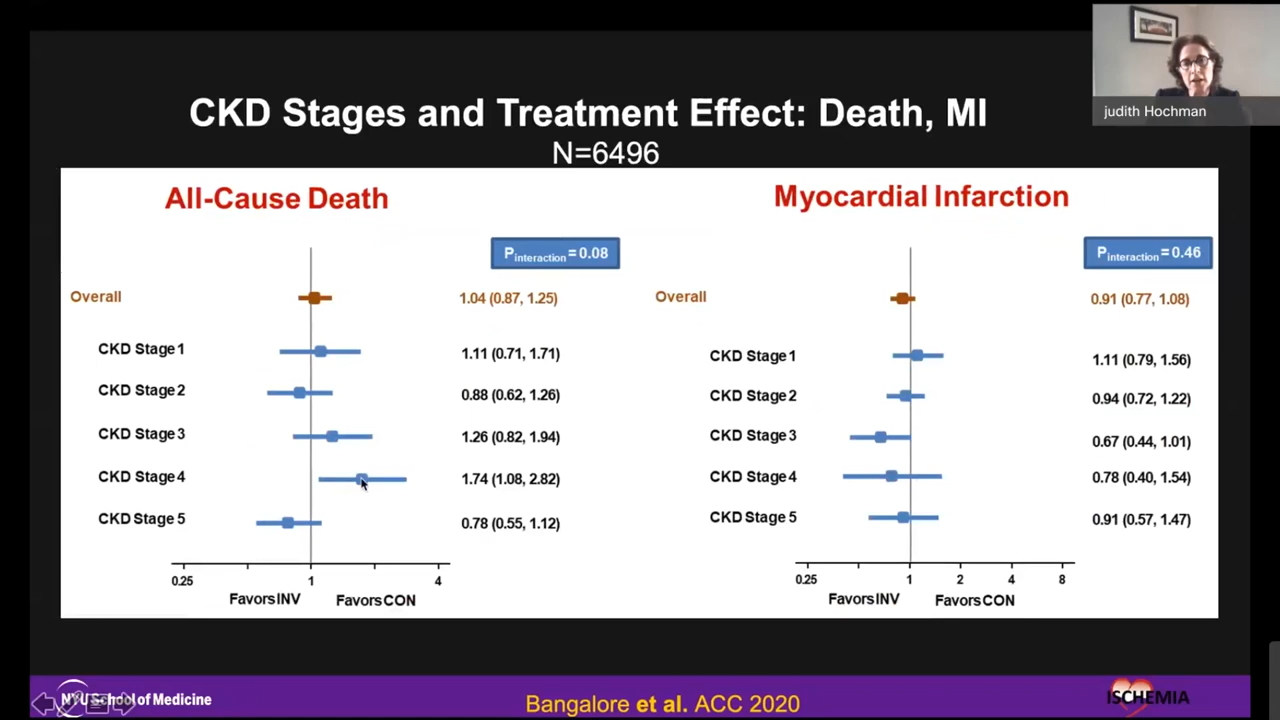 judith Hochman
CKD Stages and Treatment Effect: Death, MI
N=6496
All-Cause Death
P interaction = 0.08
Overall 1.04 (0.87, 1.25)
CKD Stage 1 1.11 (0.71, 1.71)
CKD Stage 2 0.88 (0.62, 1.26)
CKD Stage 3 1.26 (0.82, 1.94)
CKD Stage 4 1.74 (1.08, 2.82)
CKD Stage 5 0.78 (0.55, 1.12)
0.25 1 4
Favors INV Favors CON
Myocardial Infarction
P interaction = 0.46
Overall 0.91 (0.77, 1.08)
CKD Stage 1 1.11 (0.79, 1.56)
CKD Stage 2 0.94 (0.72, 1.22)
CKD Stage 3 0.67 (0.44, 1.01)
CKD Stage 4 0.78 (0.40, 1.54)
CKD Stage 5 0.91 (0.57, 1.47)
0.25 1 2 4 8
Favors INV Favors CON
NYU School of Medicine
Bangalore et al. ACC 2020
ISCHEMIA